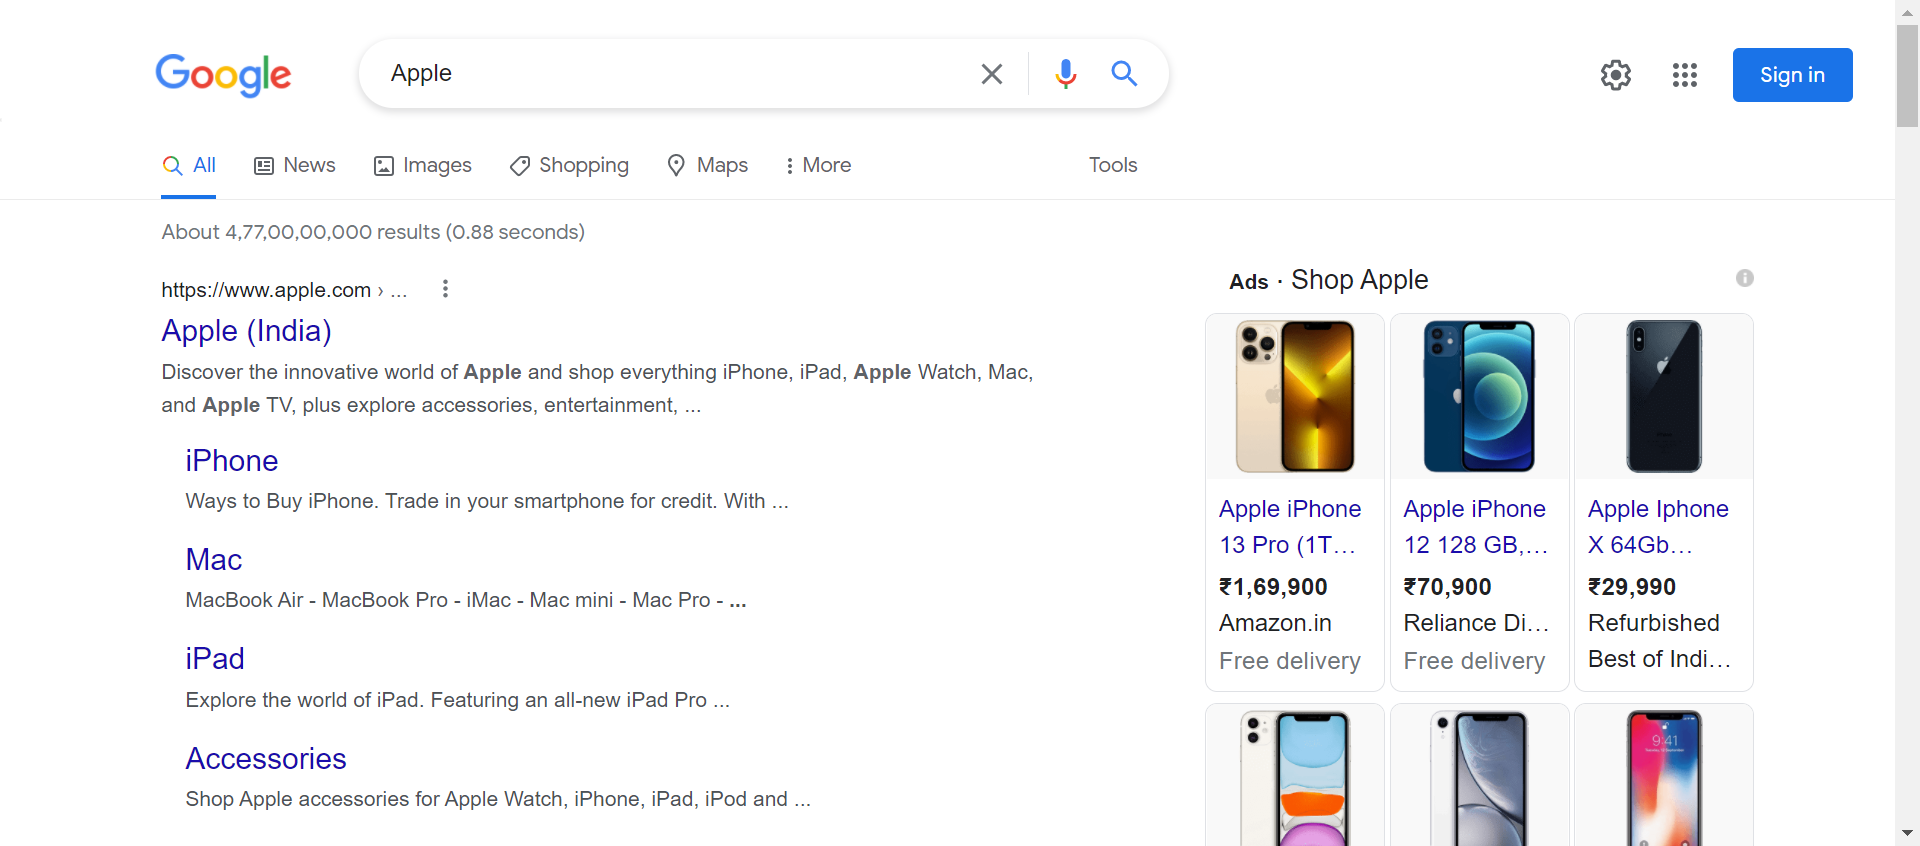 Google
Apple
Sign in
All
News
Images
Shopping
Maps
More
Tools
About 4,77,00,00,000 results (0.88 seconds)
https://www.apple.com › ...
Apple (India)
Discover the innovative world of Apple and shop everything iPhone, iPad, Apple Watch, Mac,
and Apple TV, plus explore accessories, entertainment, ...
iPhone
Ways to Buy iPhone. Trade in your smartphone for credit. With ...
Mac
MacBook Air - MacBook Pro - iMac - Mac mini - Mac Pro - ...
iPad
Explore the world of iPad. Featuring an all-new iPad Pro ...
Accessories
Shop Apple accessories for Apple Watch, iPhone, iPad, iPod and ...
Ads · Shop Apple
Apple iPhone
13 Pro (1T...
₹1,69,900
Amazon.in
Free delivery
Apple iPhone
12 128 GB,...
₹70,900
Reliance Di...
Free delivery
Apple Iphone
X 64Gb...
₹29,990
Refurbished
Best of Indi...
9:41